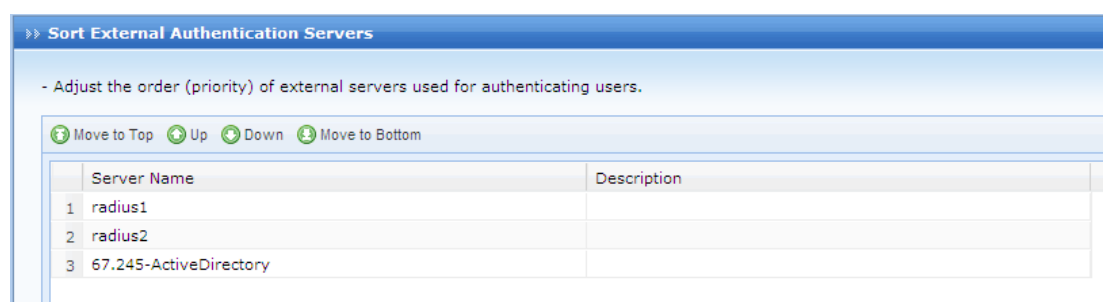 Sort External Authentication Servers
- Adjust the order (priority) of external servers used for authenticating users.
Move to Top Up Down Move to Bottom
Server Name Description
1 radius1
2 radius2
3 67.245-ActiveDirectory